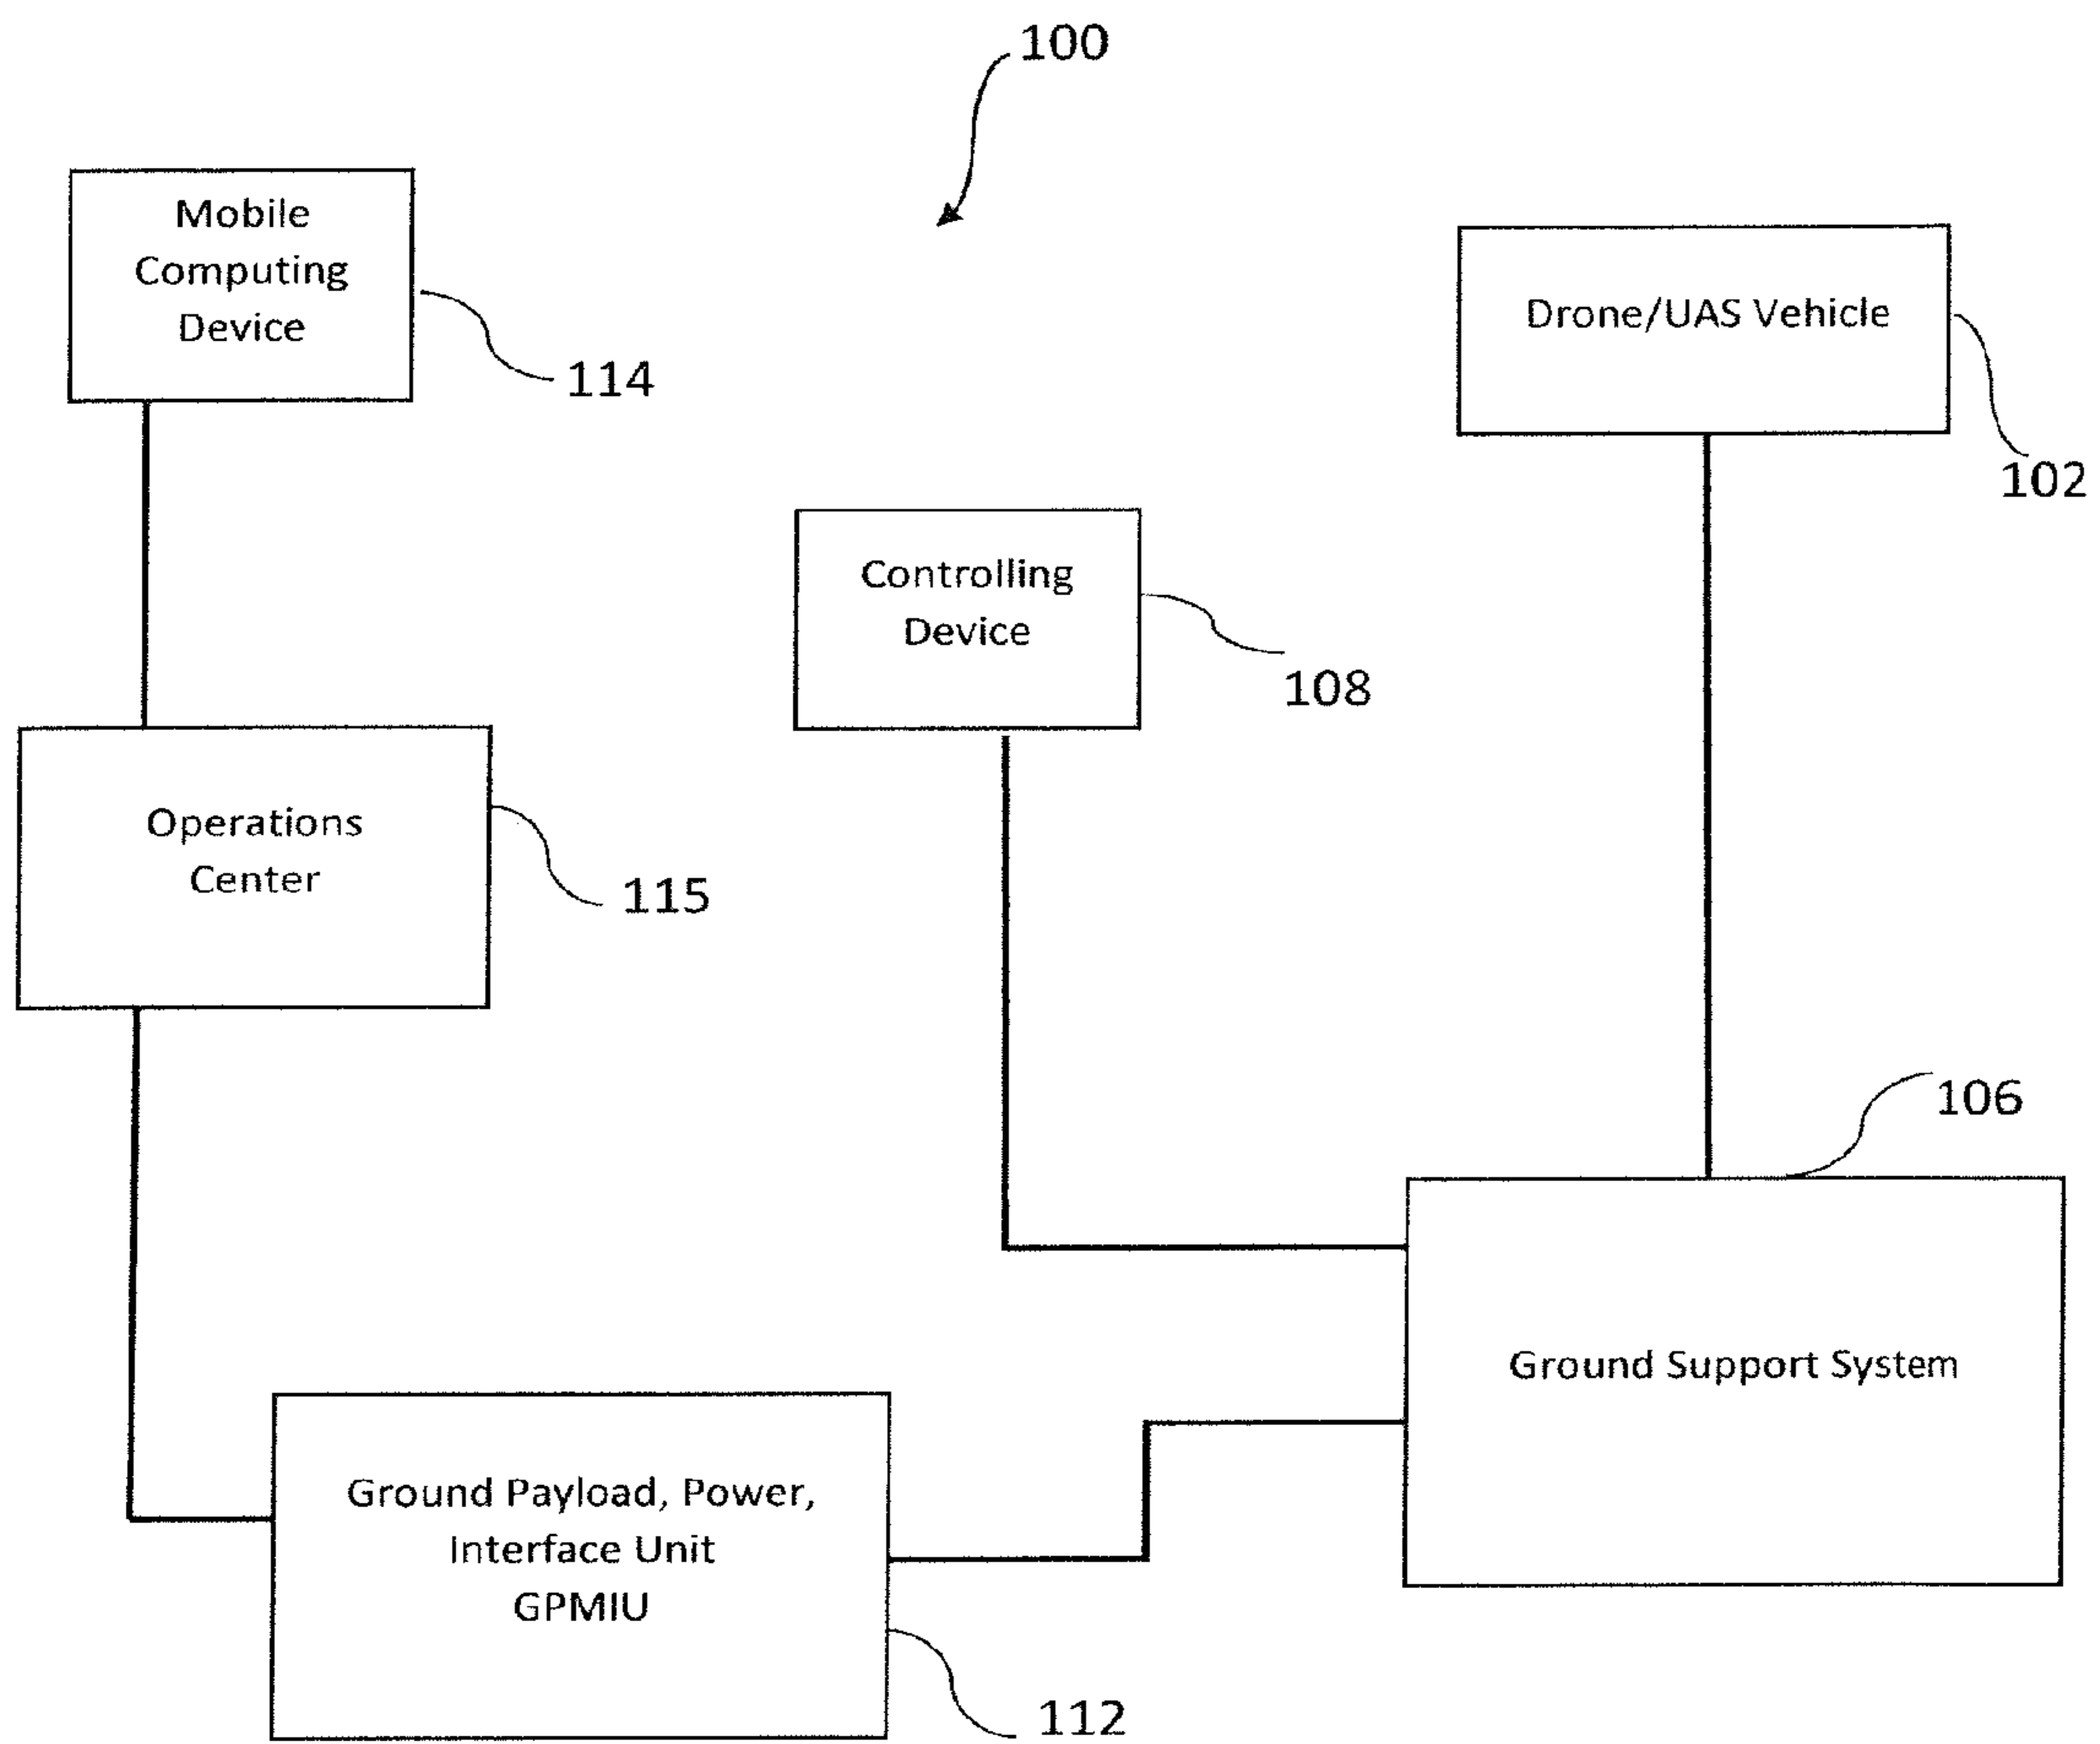 100
Mobile
Computing
Device
114
Drone/UAS Vehicle
102
Controlling
Device
108
Operations
Center
115
106
Ground Support System
Ground Payload, Power,
Interface Unit
GPMIU
112